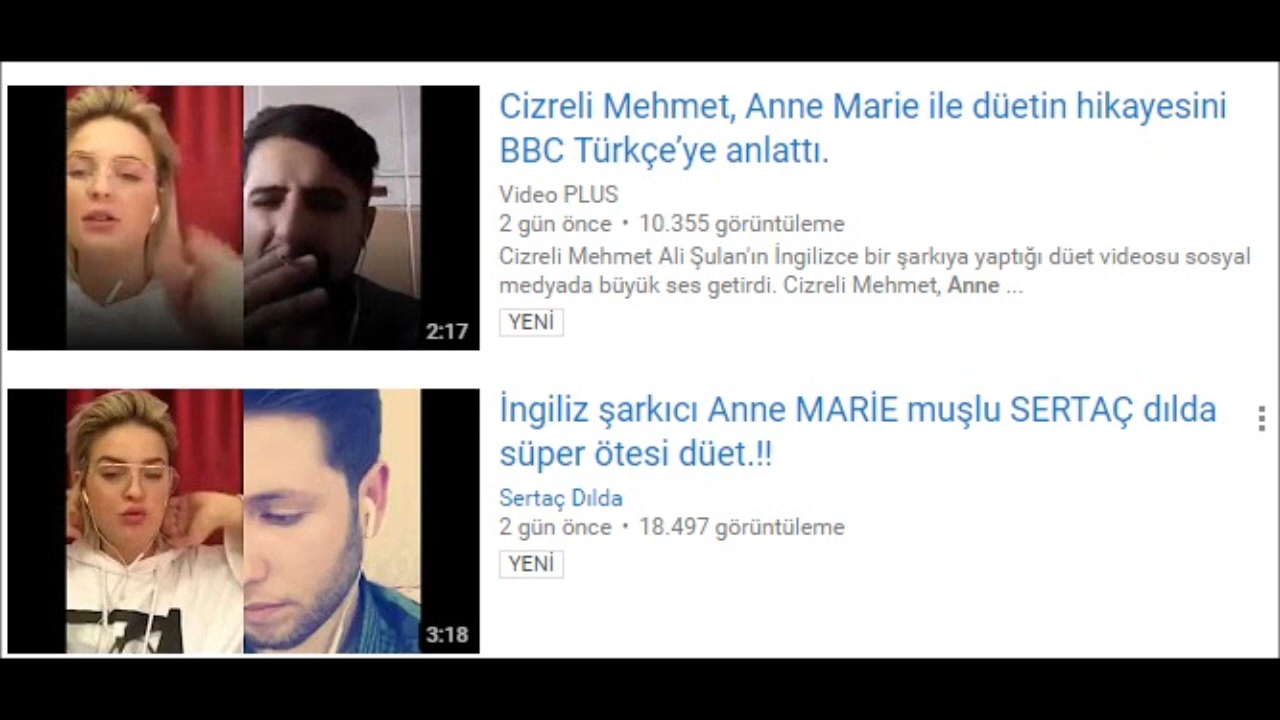 Cizreli Mehmet, Anne Marie ile düetin hikayesini
BBC Türkçe’ye anlattı.
Video PLUS
2 gün önce • 10.355 görüntüleme
Cizreli Mehmet Ali Şulan'ın İngilizce bir şarkıya yaptığı düet videosu sosyal
medyada büyük ses getirdi. Cizreli Mehmet, Anne ...
YENİ
2:17
İngiliz şarkıcı Anne MARİE muşlu SERTAÇ dılda
süper ötesi düet.!!
Sertaç Dılda
2 gün önce • 18.497 görüntüleme
YENİ
3:18